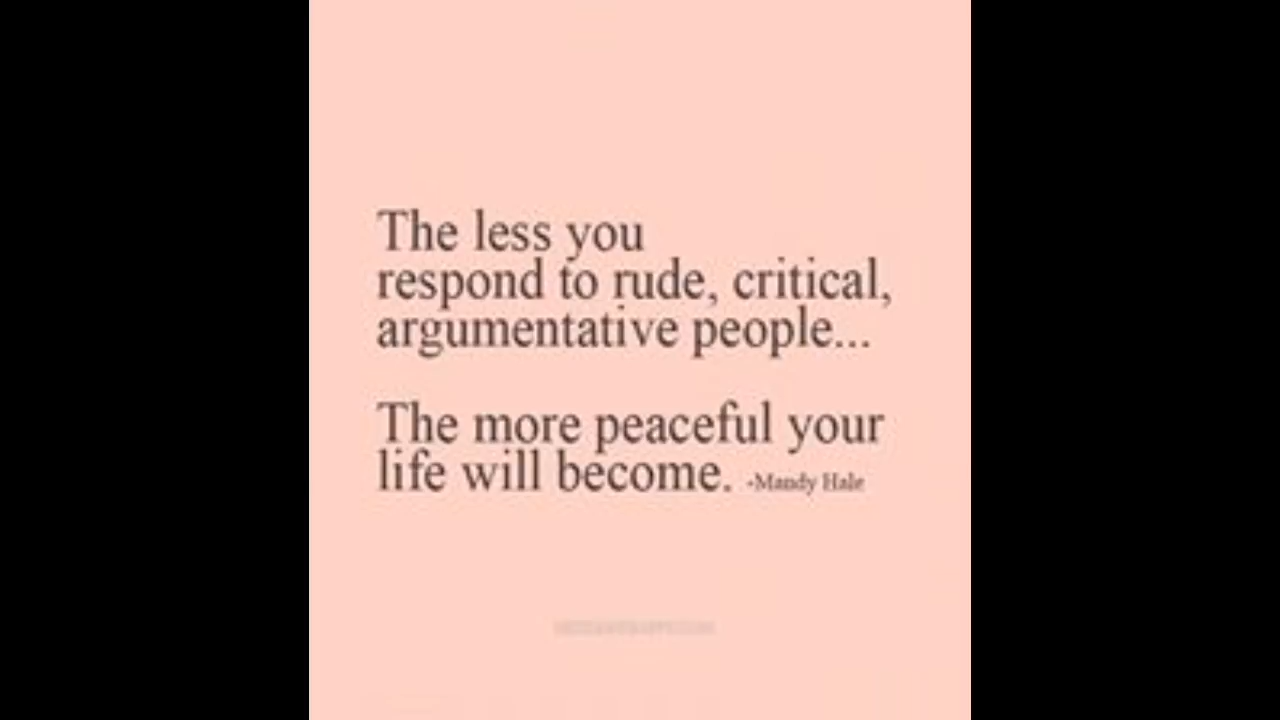 The less you
respond to rude, critical,
argumentative people...
The more peaceful your
life will become. -Mandy Hale